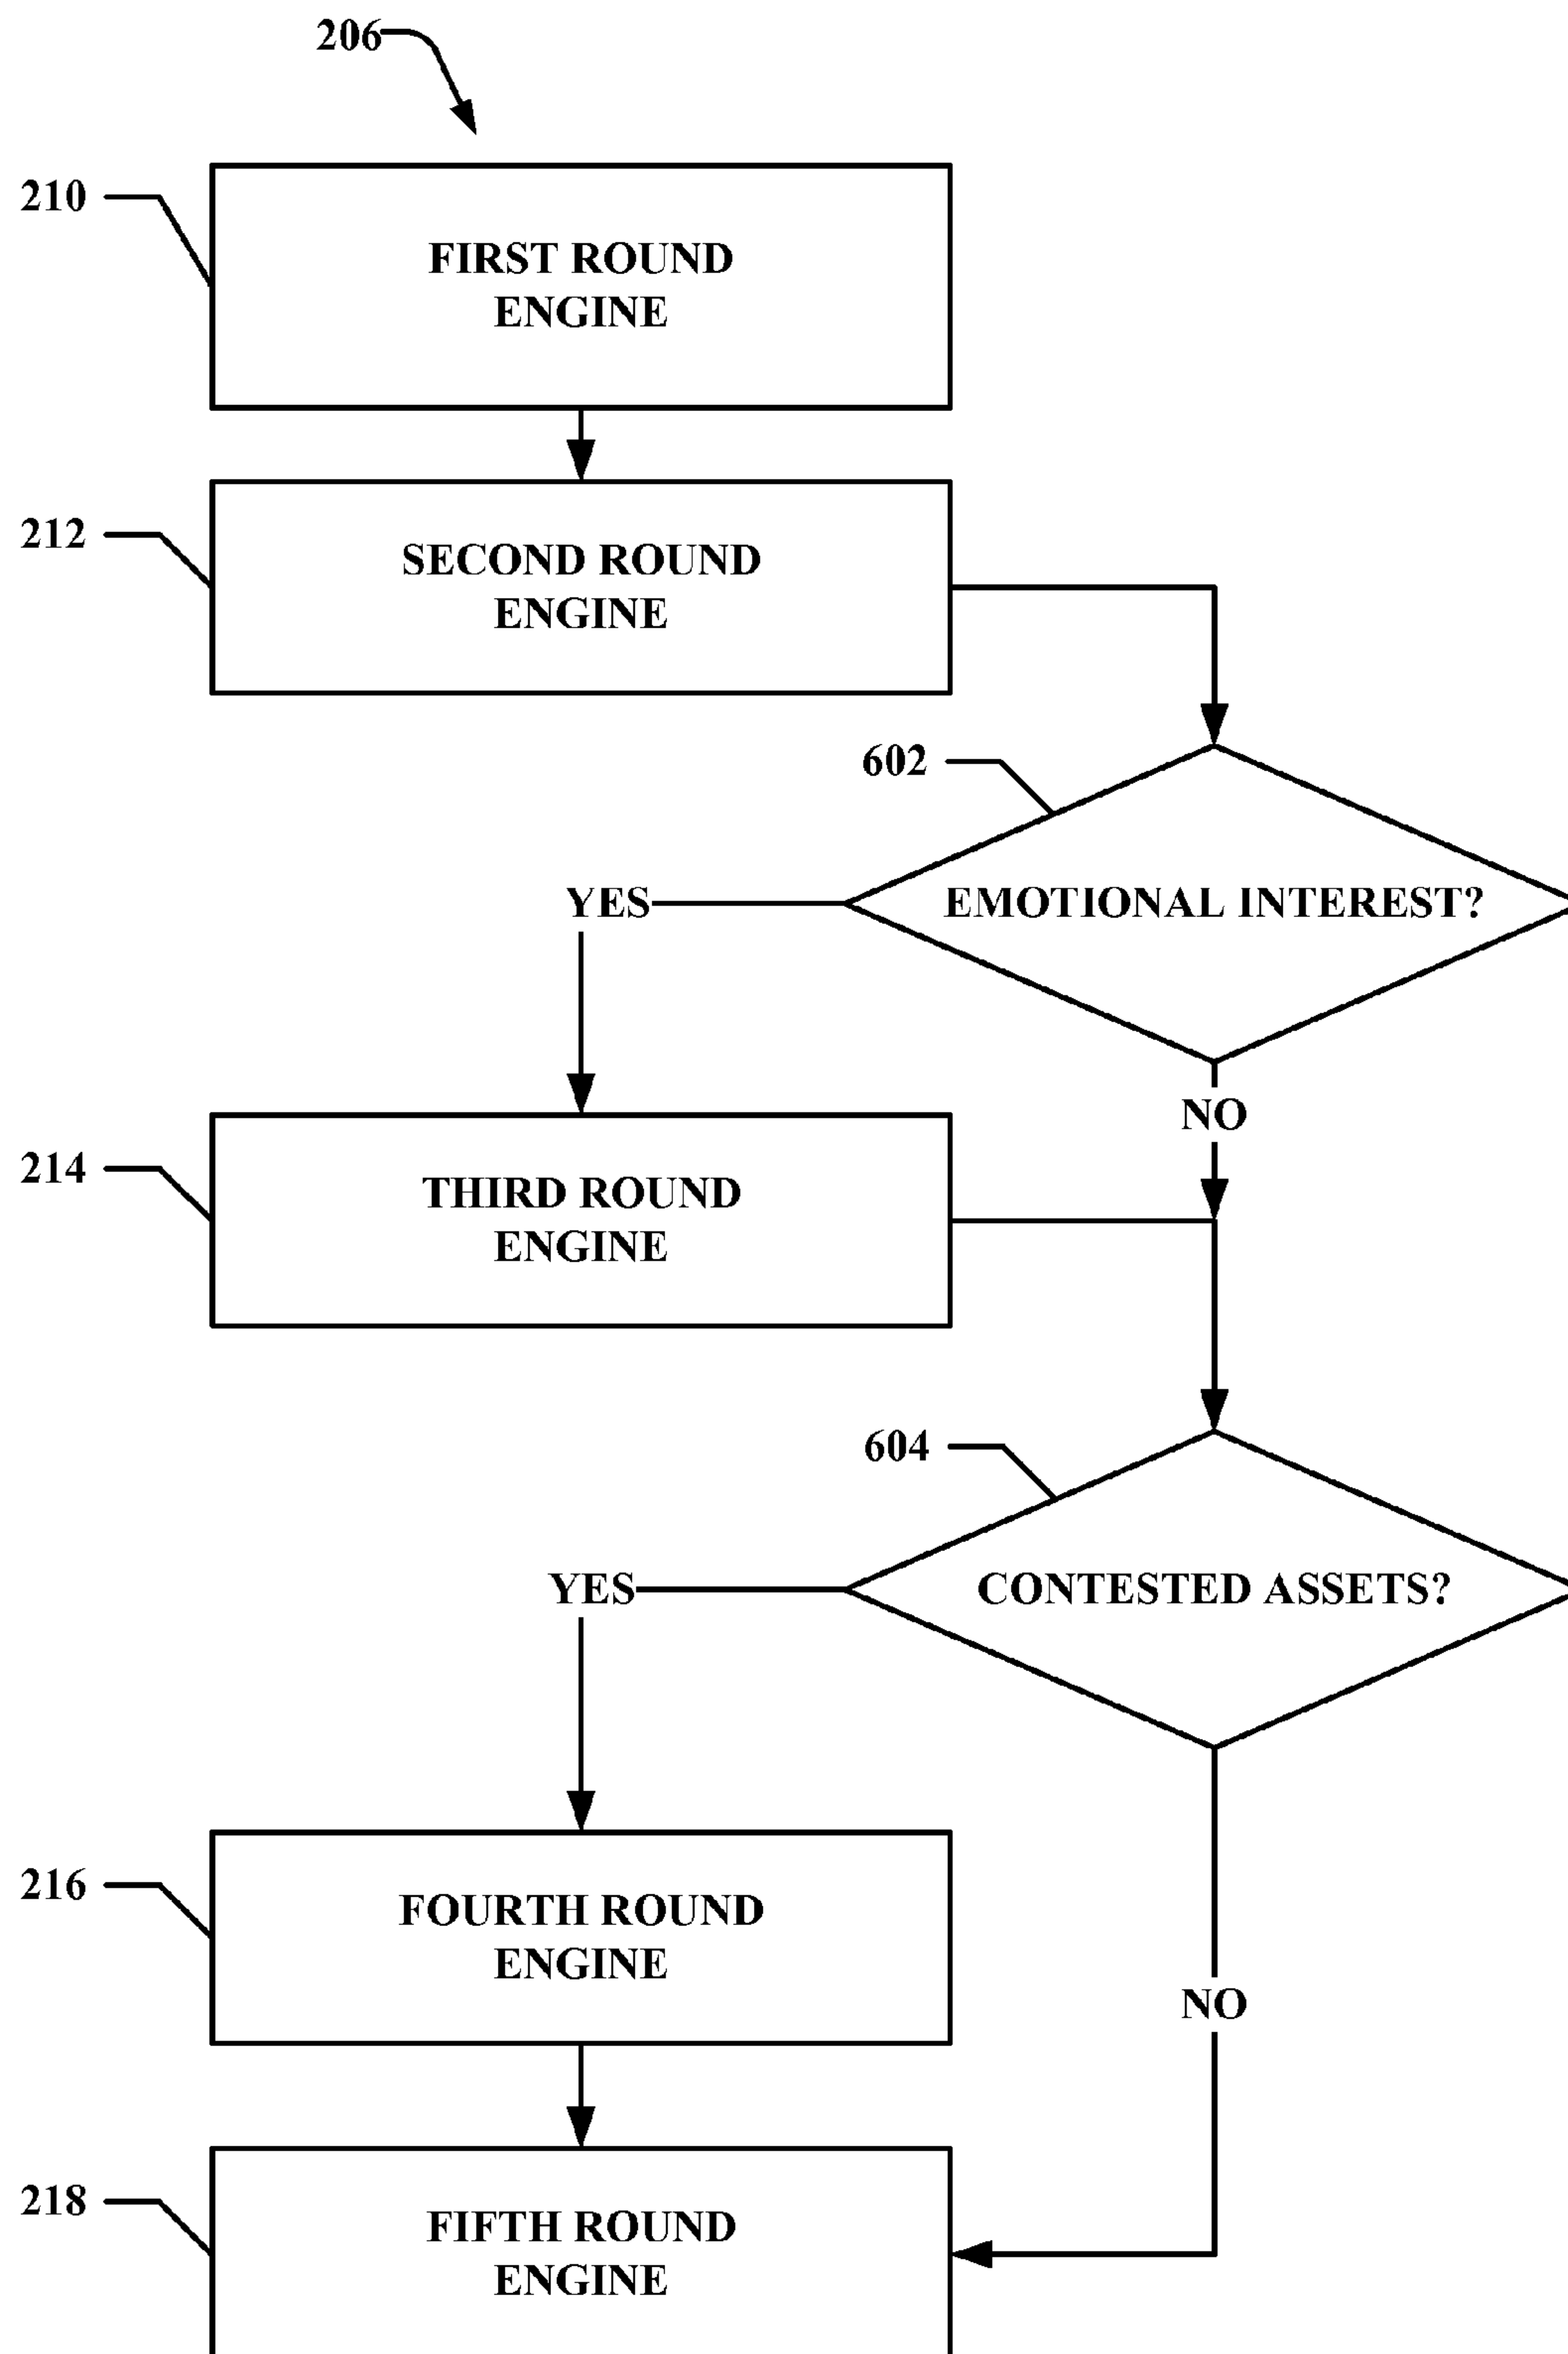 206
210
FIRST ROUND
ENGINE
212
SECOND ROUND
ENGINE
602
EMOTIONAL INTEREST?
YES
NO
214
THIRD ROUND
ENGINE
604
CONTESTED ASSETS?
YES
216
FOURTH ROUND
ENGINE
NO
218
FIFTH ROUND
ENGINE